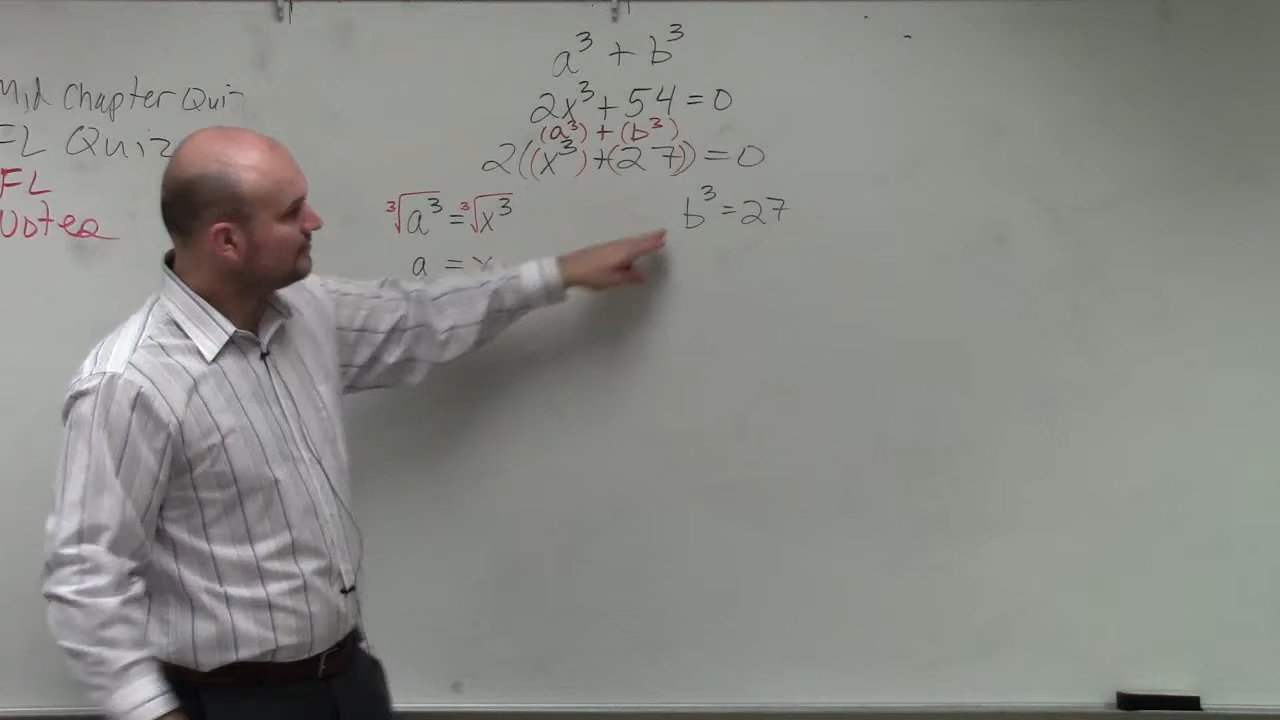 a³ + b³
2x³ + 54 = 0
(a³) + (b³)
2((x³) + (27)) = 0
∛a³ = ∛x³
b³ = 27
a = x
Mid Chapter Quiz
FL Quiz
FL
Notes